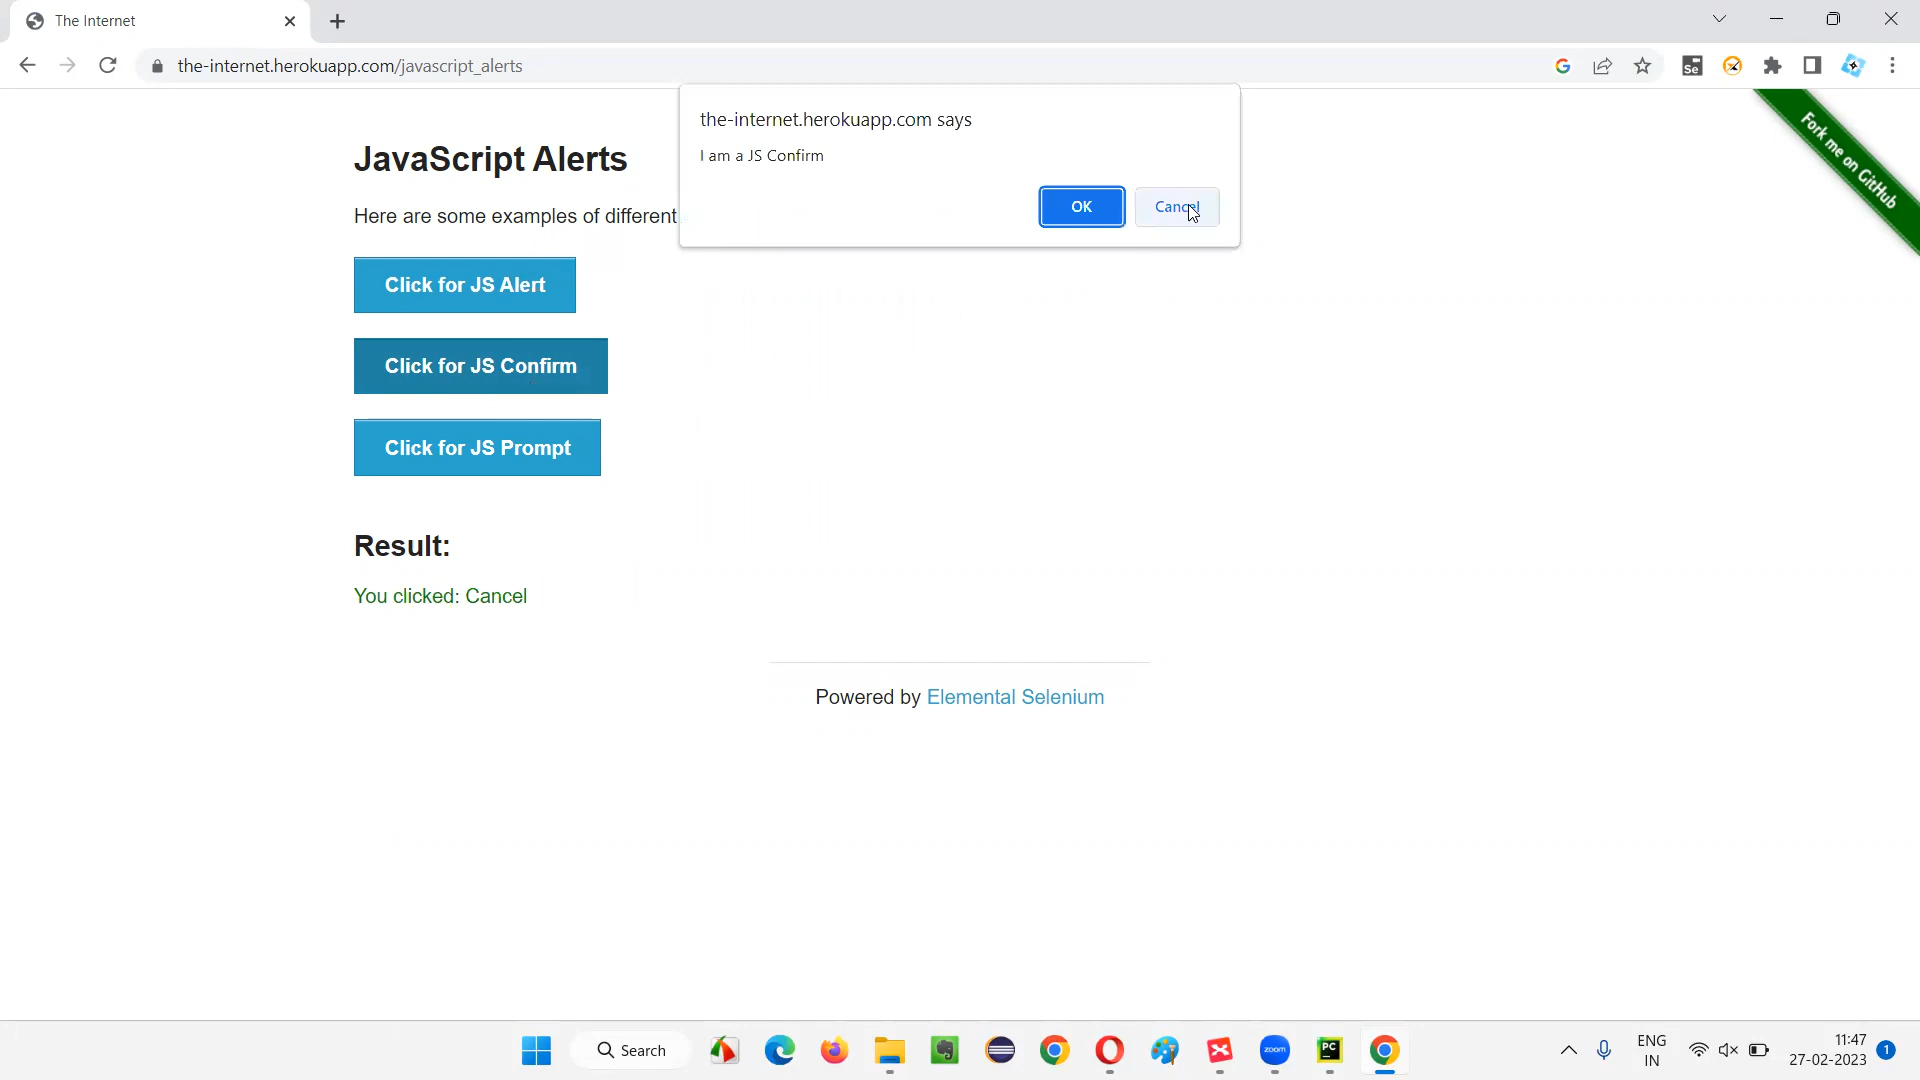 The Internet
the-internet.herokuapp.com/javascript_alerts
Se
the-internet.herokuapp.com says
I am a JS Confirm
OK
Cancel
Fork me on GitHub
JavaScript Alerts
Here are some examples of different
Click for JS Alert
Click for JS Confirm
Click for JS Prompt
Result:
You clicked: Cancel
Powered by Elemental Selenium
Search
zoom
PC
ENG
IN
11:47
27-02-2023
1